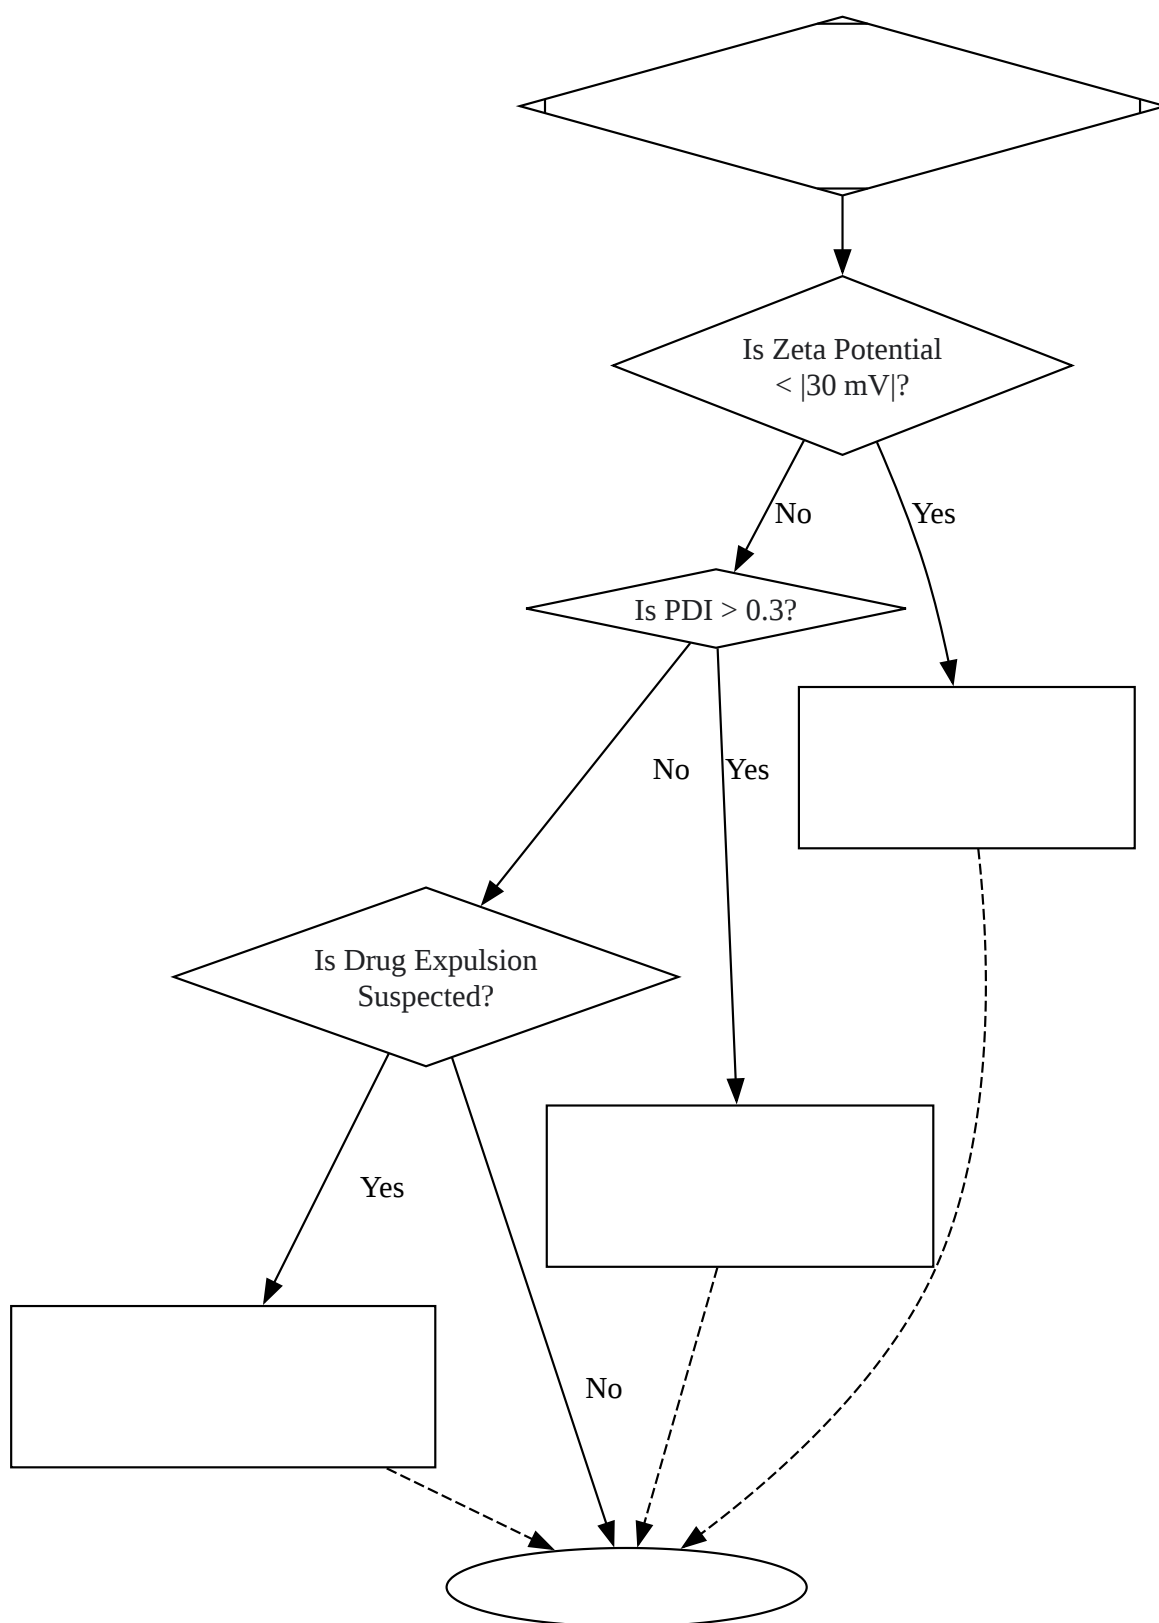 Is Zeta Potential
< |30 mV|?
No
Yes
Is PDI > 0.3?
No
Yes
Is Drug Expulsion
Suspected?
Yes
No